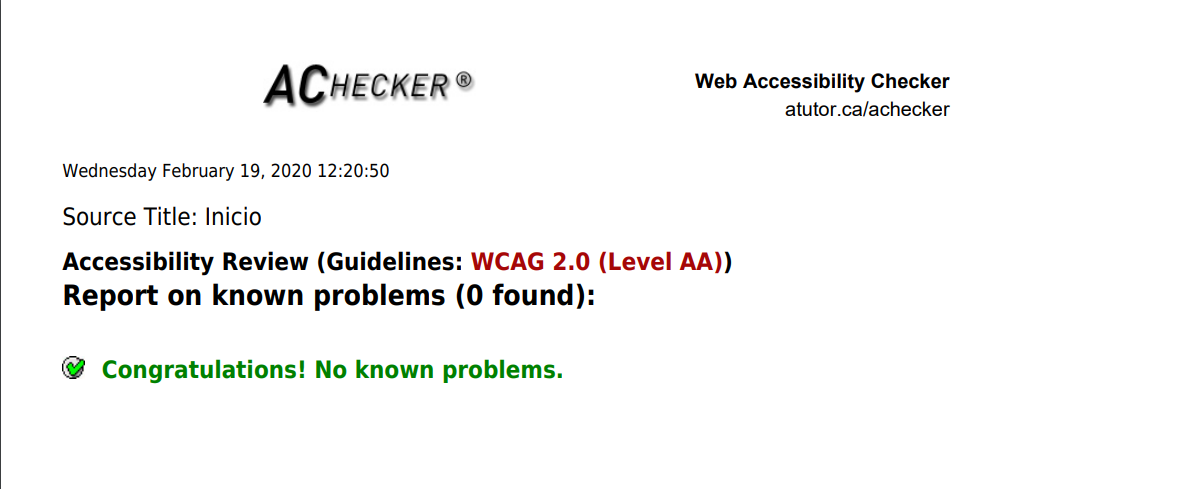 ACHECKER®
Web Accessibility Checker
atutor.ca/achecker
Wednesday February 19, 2020 12:20:50
Source Title: Inicio
Accessibility Review (Guidelines: WCAG 2.0 (Level AA))
Report on known problems (0 found):
Congratulations! No known problems.